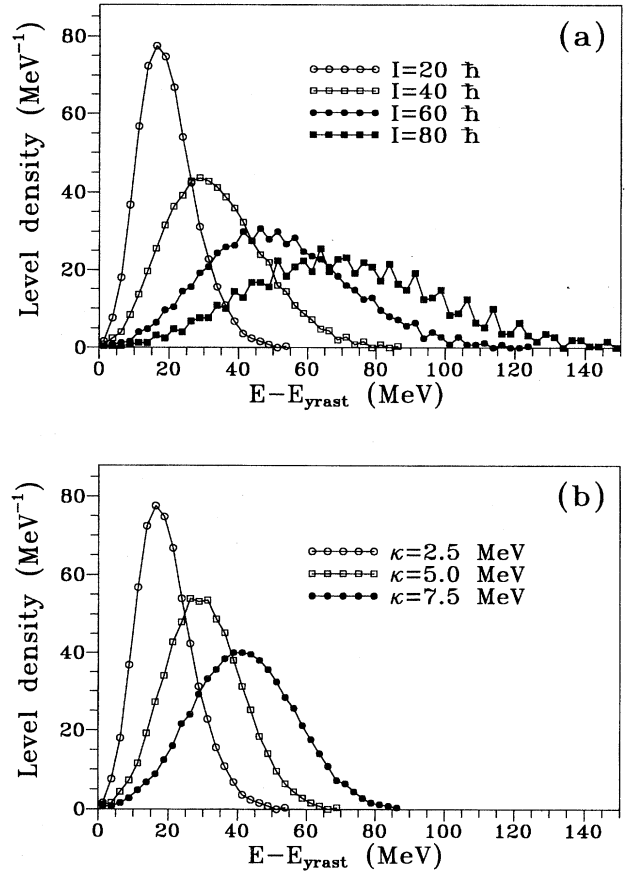 (a)
I=20 ħ
I=40 ħ
I=60 ħ
I=80 ħ
Level density (MeV⁻¹)
80
60
40
20
0
0 20 40 60 80 100 120 140
E−Eyrast (MeV)
(b)
κ=2.5 MeV
κ=5.0 MeV
κ=7.5 MeV
Level density (MeV⁻¹)
80
60
40
20
0
0 20 40 60 80 100 120 140
E−Eyrast (MeV)